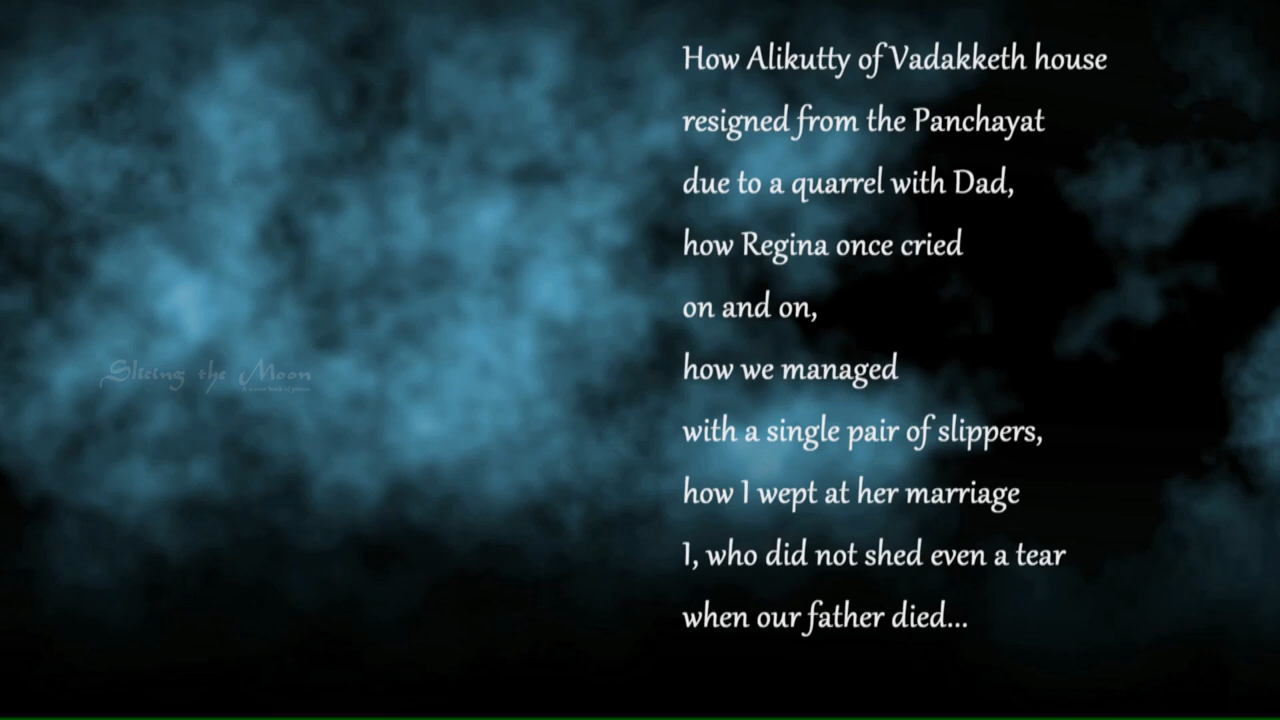 How Alikutty of Vadakketh house
resigned from the Panchayat
due to a quarrel with Dad,
how Regina once cried
on and on,
how we managed
with a single pair of slippers,
how I wept at her marriage
I, who did not shed even a tear
when our father died...
Slicing the Moon